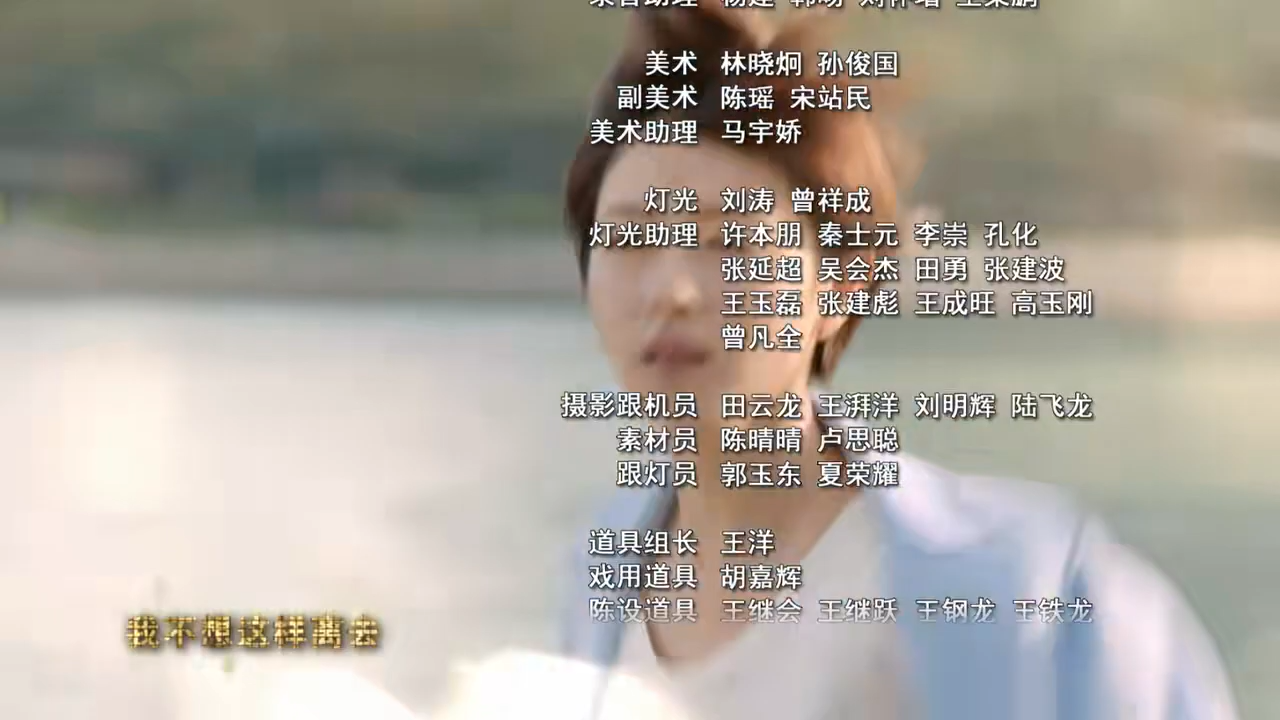 美术 林晓炯 孙俊国
副美术 陈瑶 宋站民
美术助理 马宇娇
灯光 刘涛 曾祥成
灯光助理 许本朋 秦士元 李崇 孔化
张延超 吴会杰 田勇 张建波
王玉磊 张建彪 王成旺 高玉刚
曾凡全
摄影跟机员 田云龙 王湃洋 刘明辉 陆飞龙
素材员 陈晴晴 卢思聪
跟灯员 郭玉东 夏荣耀
道具组长 王洋
戏用道具 胡嘉辉
陈设道具 王继会 王继跃 王钢龙 王铁龙
我不想这样离去